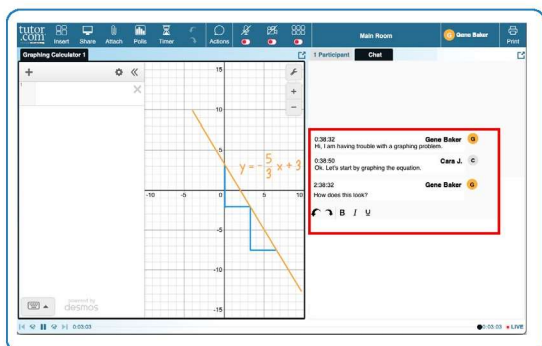 tutor
.com
Insert
Share
Attach
Polls
Timer
Actions
Main Room
G
Gene Baker
Print
Graphing Calculator 1
1 Participant
Chat
1
15
10
5
-10
-5
0
5
10
-5
-10
-15
y = -5/3 x + 3
0:38:32
Gene Baker
G
Hi, I am having trouble with a graphing problem.
0:38:50
Cara J.
C
Ok. Let's start by graphing the equation.
2:38:32
Gene Baker
G
How does this look?
B I U
powered by
desmos
0:03:03
0:03:03
LIVE